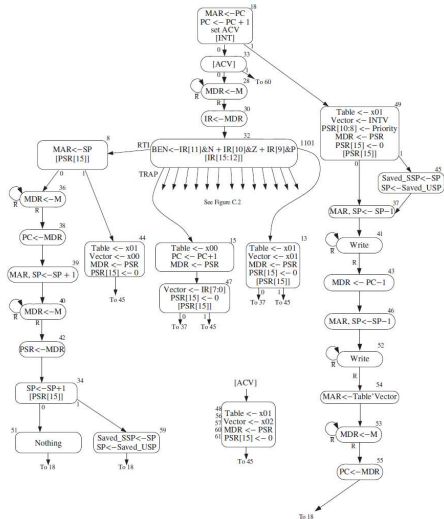 18
MAR<-PC
PC <- PC + 1
set ACV
[INT]
0
1
33
[ACV]
0
1
To 60
28
MDR<-M
R
R
30
IR<-MDR
32
BEN<-IR[11]&N + IR[10]&Z + IR[9]&P
[IR[15:12]]
RTI
TRAP
1101
See Figure C.2
8
MAR<-SP
[PSR[15]]
0
1
36
MDR<-M
R
R
38
PC<-MDR
39
MAR, SP<-SP + 1
40
MDR<-M
R
R
42
PSR<-MDR
34
SP<-SP+1
[PSR[15]]
0
1
51
Nothing
To 18
59
Saved_SSP<-SP
SP<-Saved_USP
To 18
44
Table <- x01
Vector <- x00
MDR <- PSR
PSR[15] <- 0
To 45
15
Table <- x00
PC <- PC+1
MDR <- PSR
47
Vector <- IR[7:0]
PSR[15] <- 0
[PSR[15]]
0
1
To 37
To 45
13
Table <- x01
Vector <- x01
MDR <- PSR
PSR[15] <- 0
[PSR[15]]
0
1
To 37
To 45
49
Table <- x01
Vector <- INTV
PSR[10:8] <- Priority
MDR <- PSR
PSR[15] <- 0
[PSR[15]]
0
1
45
Saved_USP<-SP
SP<-Saved_SSP
37
MAR, SP<-SP-1
41
Write
R
R
43
MDR <- PC-1
46
MAR, SP<-SP-1
52
Write
R
R
54
MAR<-Table'Vector
53
MDR<-M
R
R
55
PC<-MDR
To 18
[ACV]
48
56
57
60
61
Table <- x01
Vector <- x02
MDR <- PSR
PSR[15] <- 0
To 45